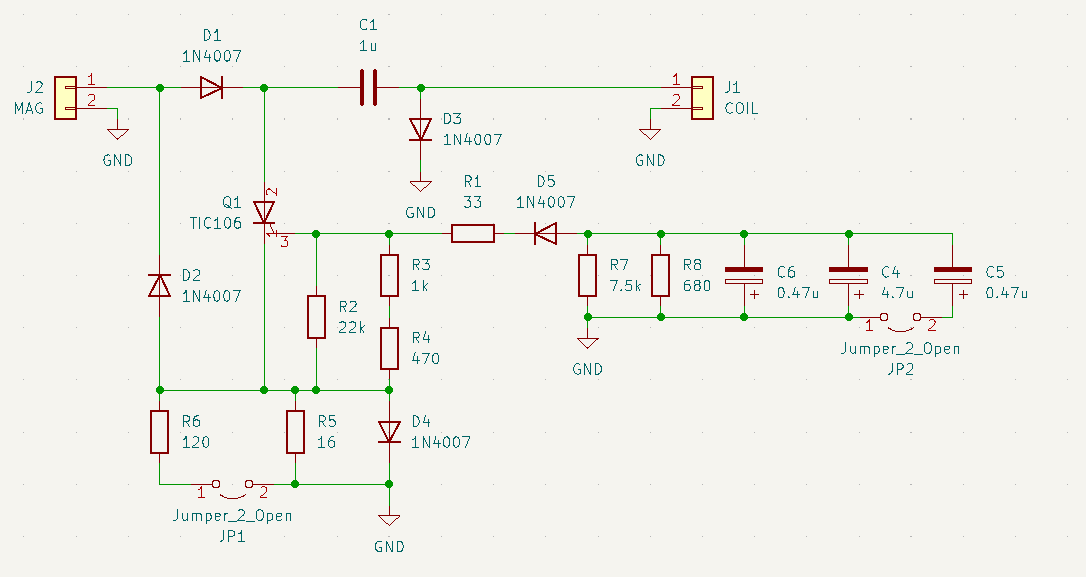 C1
1u
D1
1N4007
J2
MAG
1
2
GND
D3
1N4007
GND
1
2
J1
COIL
GND
Q1
TIC106
2
3
R1
33
D5
1N4007
D2
1N4007
R2
22k
R3
1k
R4
470
R7
7.5k
R8
680
C6
0.47u
+
C4
4.7u
+
C5
0.47u
+
GND
1
2
Jumper_2_Open
JP2
R6
120
R5
16
D4
1N4007
1
2
Jumper_2_Open
JP1
GND